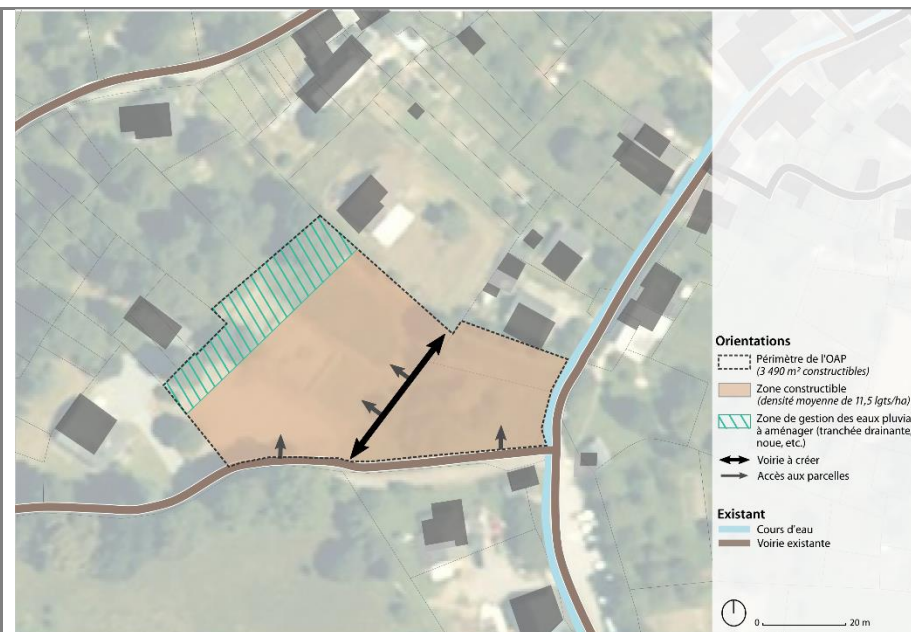 Orientations
Périmètre de l'OAP
(3 490 m² constructibles)
Zone constructible
(densité moyenne de 11,5 lgts/ha)
Zone de gestion des eaux pluvia
à aménager (tranchée drainante,
noue, etc.)
Voirie à créer
Accès aux parcelles
Existant
Cours d'eau
Voirie existante
0
20 m